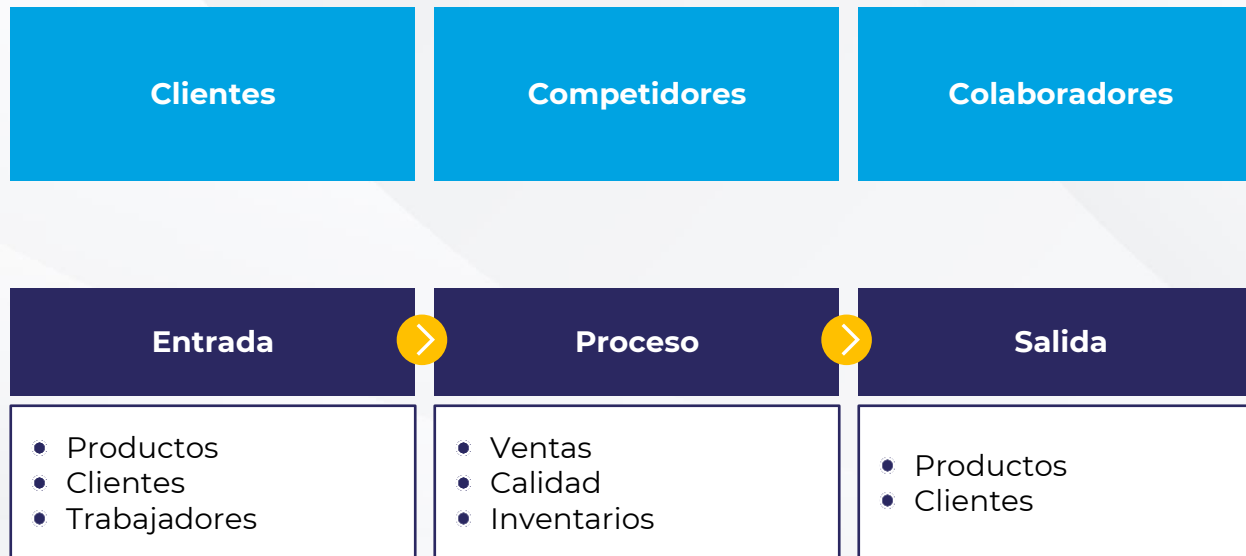 Clientes
Competidores
Colaboradores
Entrada
Proceso
Salida
Productos
Clientes
Trabajadores
Ventas
Calidad
Inventarios
Productos
Clientes